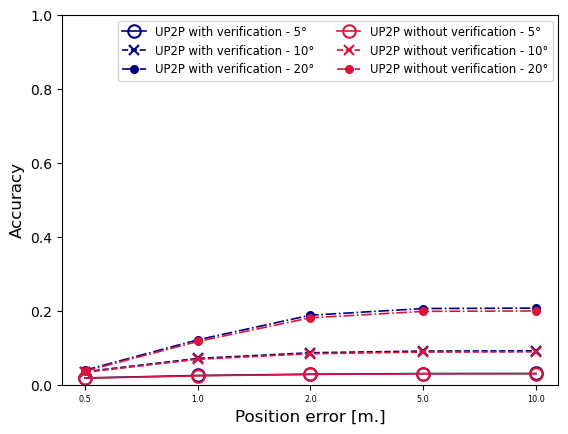 UP2P with verification - 5°
UP2P with verification - 10°
UP2P with verification - 20°
UP2P without verification - 5°
UP2P without verification - 10°
UP2P without verification - 20°
1.0
0.8
0.6
0.4
0.2
0.0
Accuracy
0.5 1.0 2.0 5.0 10.0
Position error [m.]